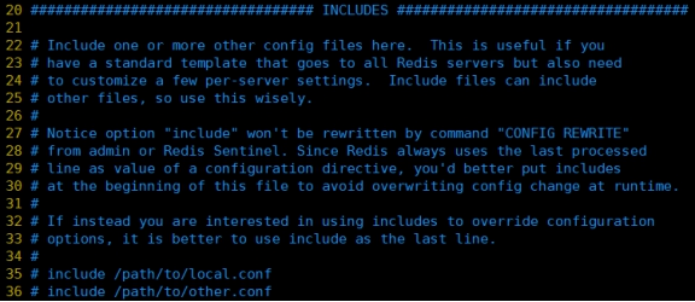 20 ################################## INCLUDES ###################################
21
22 # Include one or more other config files here.  This is useful if you
23 # have a standard template that goes to all Redis servers but also need
24 # to customize a few per-server settings.  Include files can include
25 # other files, so use this wisely.
26 #
27 # Notice option "include" won't be rewritten by command "CONFIG REWRITE"
28 # from admin or Redis Sentinel. Since Redis always uses the last processed
29 # line as value of a configuration directive, you'd better put includes
30 # at the beginning of this file to avoid overwriting config change at runtime.
31 #
32 # If instead you are interested in using includes to override configuration
33 # options, it is better to use include as the last line.
34 #
35 # include /path/to/local.conf
36 # include /path/to/other.conf